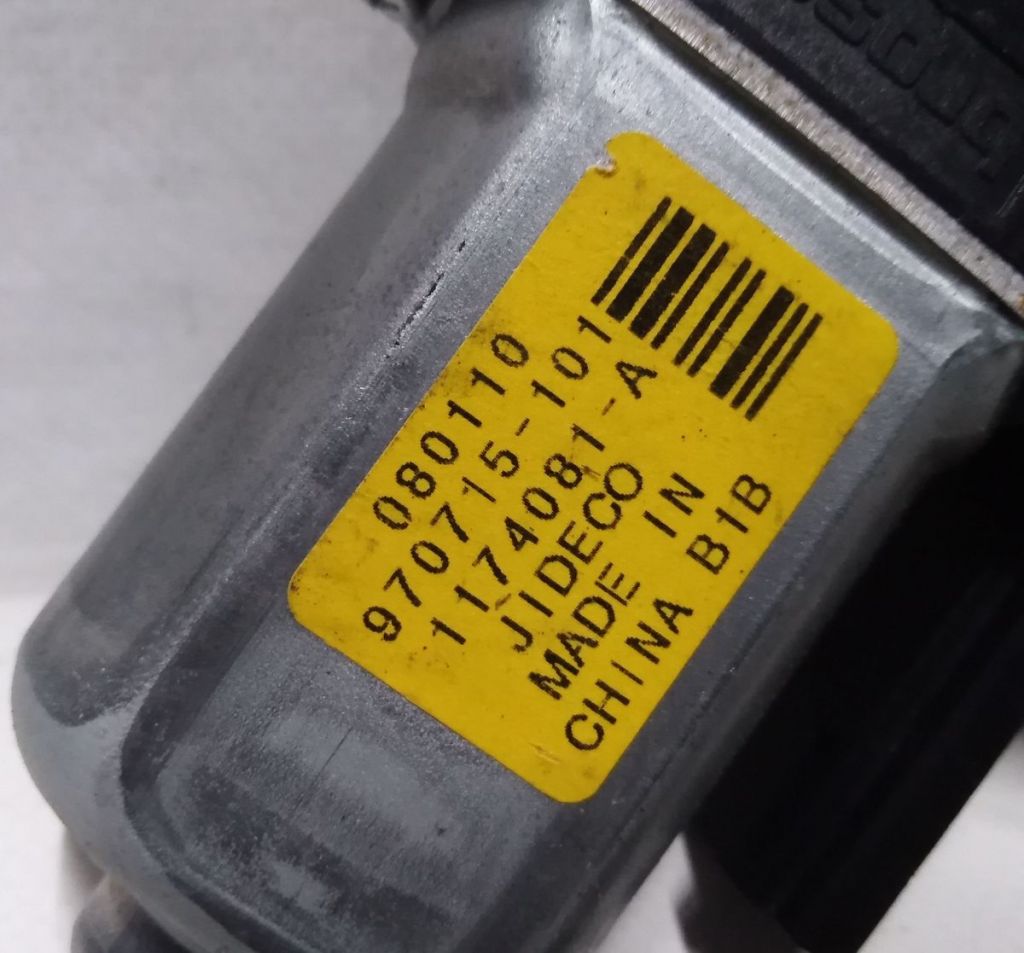 080110
970715-101
1174081-A
JIDECO
MADE IN
CHINA B1B